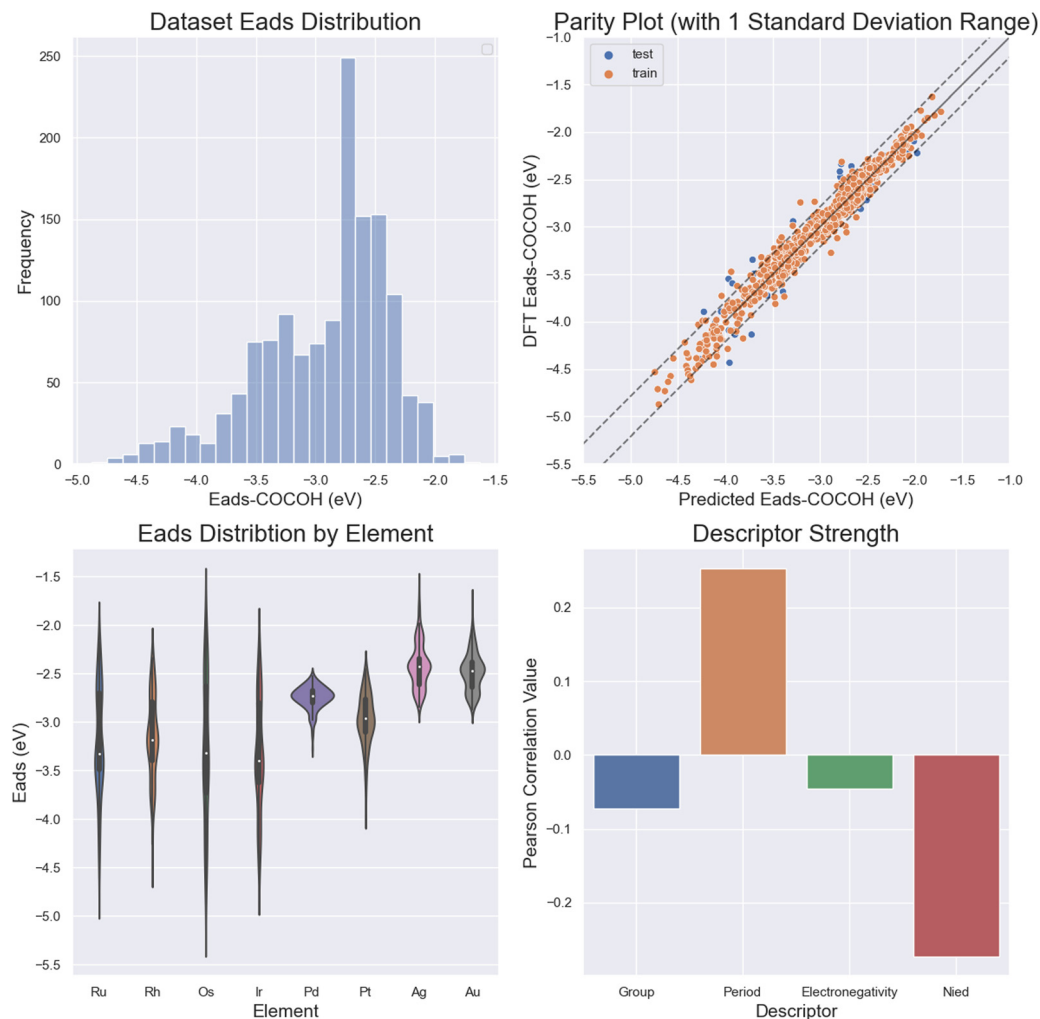 Dataset Eads Distribution
250
200
150
100
50
0
Frequency
−5.0 −4.5 −4.0 −3.5 −3.0 −2.5 −2.0 −1.5
Eads-COCOH (eV)
Parity Plot (with 1 Standard Deviation Range)
test
train
−1.0
−1.5
−2.0
−2.5
−3.0
−3.5
−4.0
−4.5
−5.0
−5.5
DFT Eads-COCOH (eV)
−5.5 −5.0 −4.5 −4.0 −3.5 −3.0 −2.5 −2.0 −1.5 −1.0
Predicted Eads-COCOH (eV)
Eads Distribtion by Element
−1.5
−2.0
−2.5
−3.0
−3.5
−4.0
−4.5
−5.0
−5.5
Eads (eV)
Ru Rh Os Ir Pd Pt Ag Au
Element
Descriptor Strength
0.2
0.1
0.0
−0.1
−0.2
Pearson Correlation Value
Group Period Electronegativity Nied
Descriptor